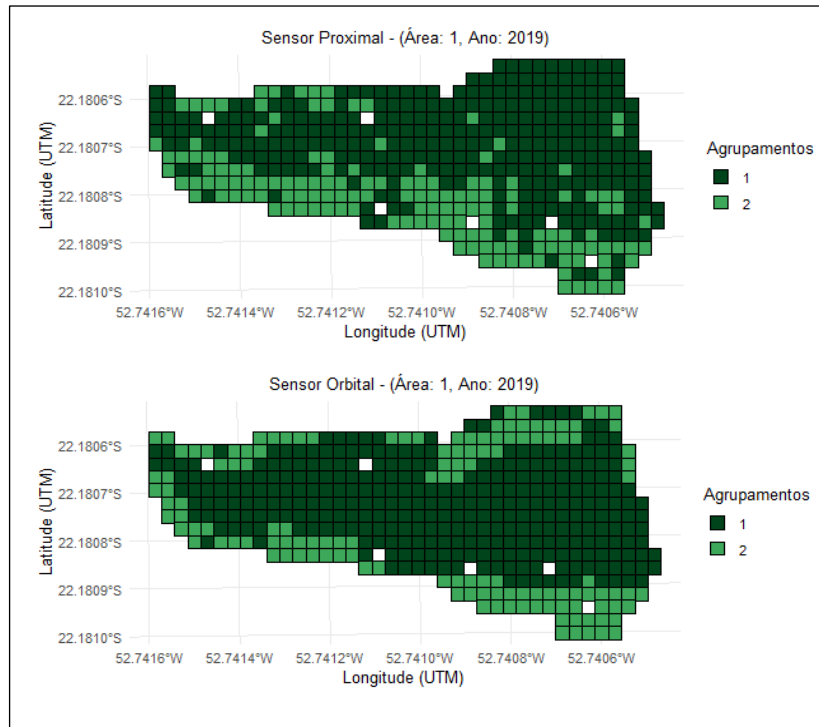 Sensor Proximal - (Área: 1, Ano: 2019)
22.1806°S
22.1807°S
22.1808°S
22.1809°S
22.1810°S
Latitude (UTM)
52.7416°W 52.7414°W 52.7412°W 52.7410°W 52.7408°W 52.7406°W
Longitude (UTM)
Agrupamentos
1
2
Sensor Orbital - (Área: 1, Ano: 2019)
22.1806°S
22.1807°S
22.1808°S
22.1809°S
22.1810°S
Latitude (UTM)
52.7416°W 52.7414°W 52.7412°W 52.7410°W 52.7408°W 52.7406°W
Longitude (UTM)
Agrupamentos
1
2